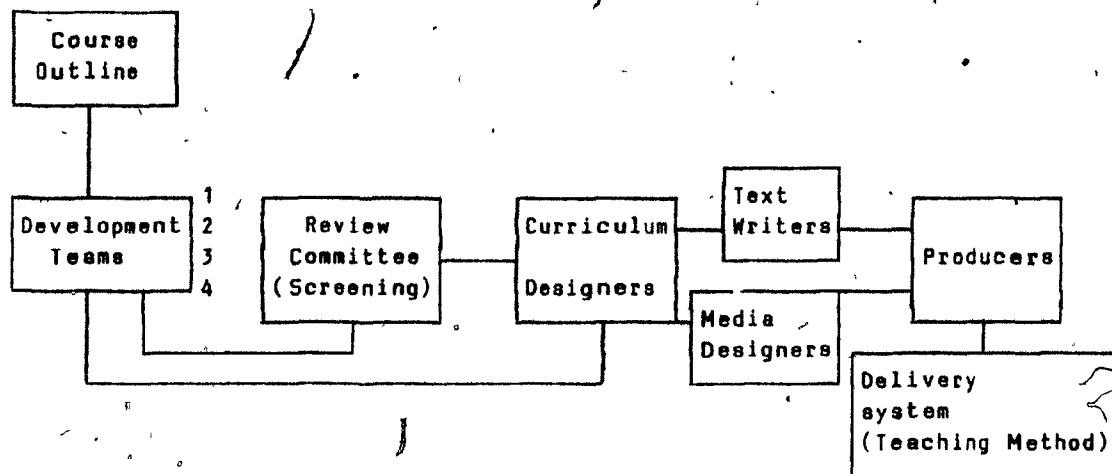 Course
Outline
Development
Teams
1
2
3
4
Review
Committee
(Screening)
Curriculum
Designers
Text
Writers
Media
Designers
Producers
Delivery
system
(Teaching Method)